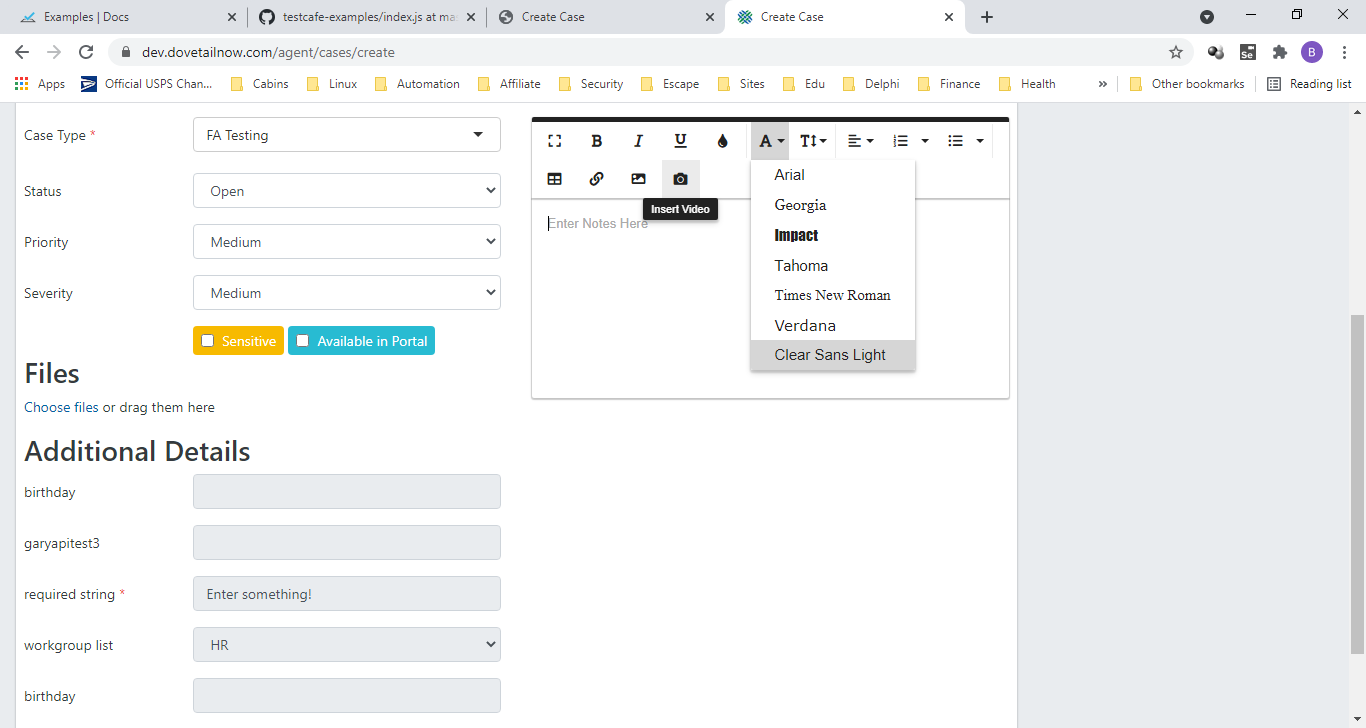 Examples | Docs
testcafe-examples/index.js at ma
Create Case
Create Case
dev.dovetailnow.com/agent/cases/create
Se
B
Apps
Official USPS Chan...
Cabins
Linux
Automation
Affiliate
Security
Escape
Sites
Edu
Delphi
Finance
Health
»
Other bookmarks
Reading list
Case Type *
FA Testing
Status
Open
Priority
Medium
Severity
Medium
Sensitive
Available in Portal
Files
Choose files or drag them here
Additional Details
birthday
garyapitest3
required string *
Enter something!
workgroup list
HR
birthday
B I U A T
Insert Video
Enter Notes Here
Arial
Georgia
Impact
Tahoma
Times New Roman
Verdana
Clear Sans Light